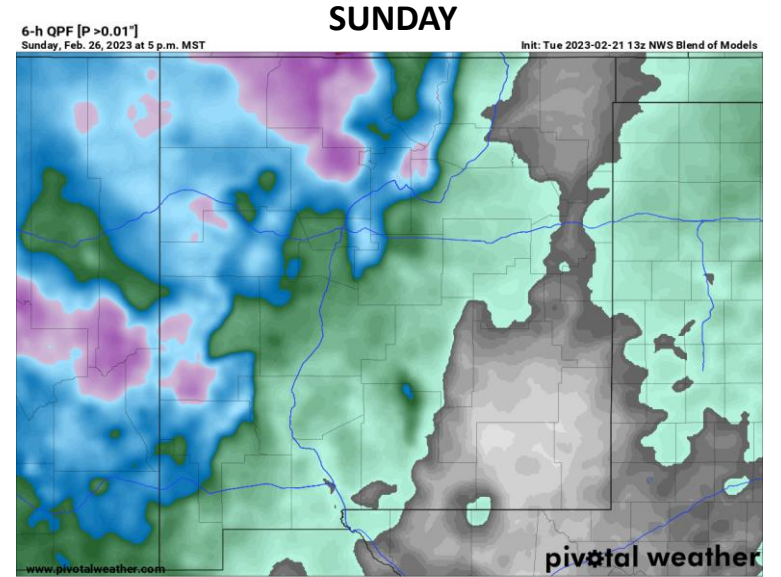 SUNDAY
6-h QPF [P >0.01"]
Sunday, Feb. 26, 2023 at 5 p.m. MST
Init: Tue 2023-02-21 13z NWS Blend of Models
www.pivotalweather.com
pivotal weather